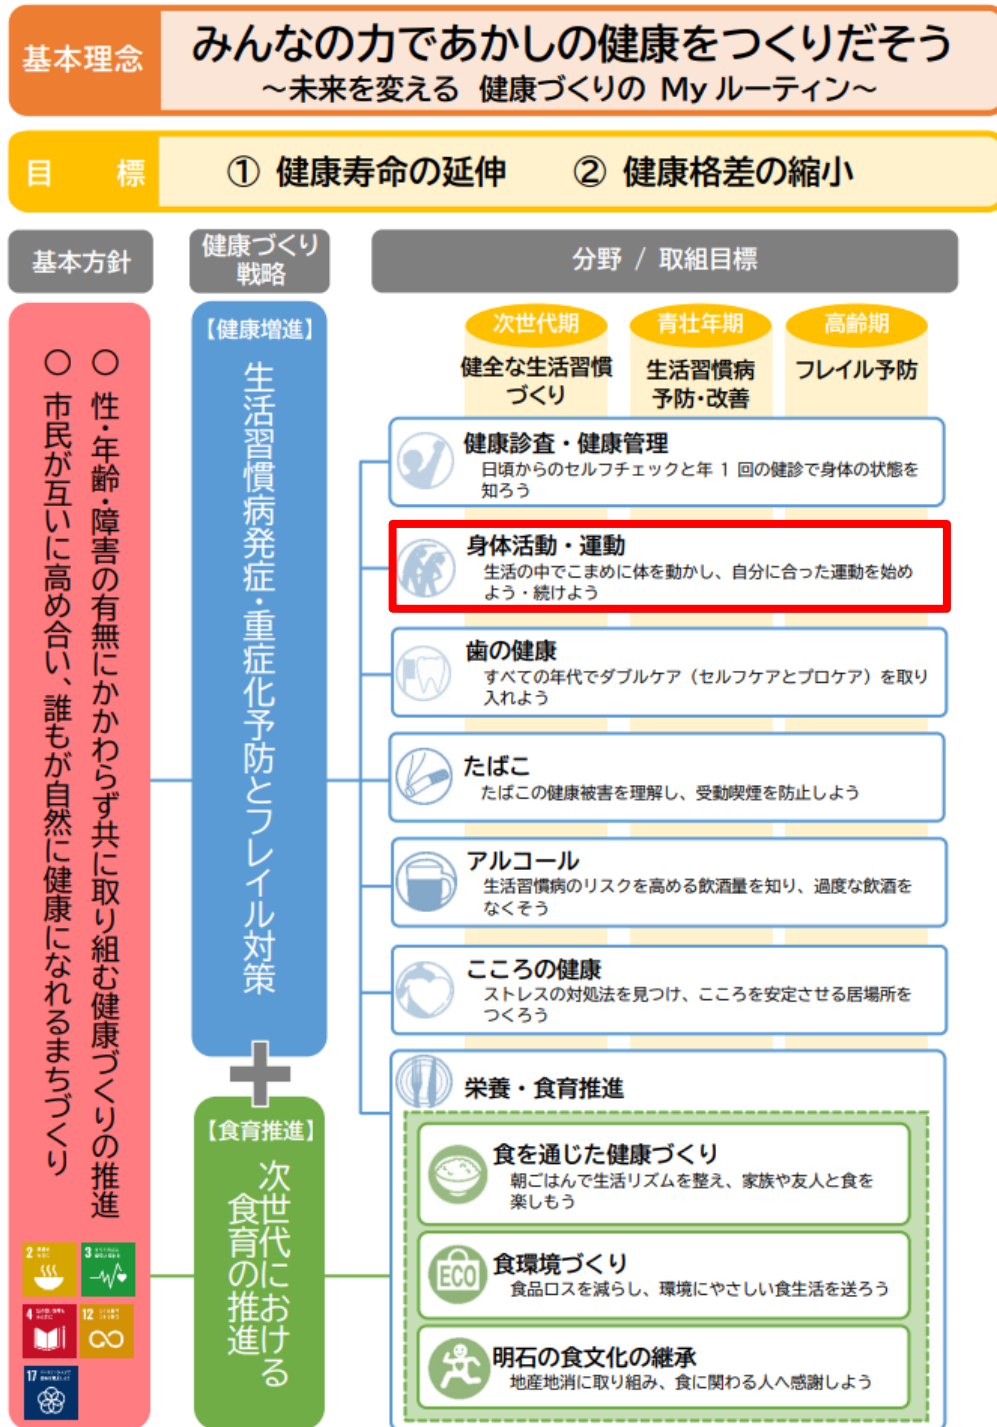 基本理念
みんなの力であかしの健康をつくりだそう
～未来を変える 健康づくりの My ルーティン～
目 標
① 健康寿命の延伸 ② 健康格差の縮小
基本方針
健康づくり
戦略
分野 / 取組目標
○ 性・年齢・障害の有無にかかわらず共に取り組む健康づくりの推進
○ 市民が互いに高め合い、誰もが自然に健康になれるまちづくり
【健康増進】
生活習慣病発症・重症化予防とフレイル対策
【食育推進】
次世代における
食育の推進
次世代期
健全な生活習慣
づくり
青壮年期
生活習慣病
予防・改善
高齢期
フレイル予防
健康診査・健康管理
日頃からのセルフチェックと年 1 回の健診で身体の状態を
知ろう
身体活動・運動
生活の中でこまめに体を動かし、自分に合った運動を始め
よう・続けよう
歯の健康
すべての年代でダブルケア（セルフケアとプロケア）を取り
入れよう
たばこ
たばこの健康被害を理解し、受動喫煙を防止しよう
アルコール
生活習慣病のリスクを高める飲酒量を知り、過度な飲酒を
なくそう
こころの健康
ストレスの対処法を見つけ、こころを安定させる居場所を
つくろう
栄養・食育推進
食を通じた健康づくり
朝ごはんで生活リズムを整え、家族や友人と食を
楽しもう
ECO
食環境づくり
食品ロスを減らし、環境にやさしい食生活を送ろう
明石の食文化の継承
地産地消に取り組み、食に関わる人へ感謝しよう
2
3
4
12
17